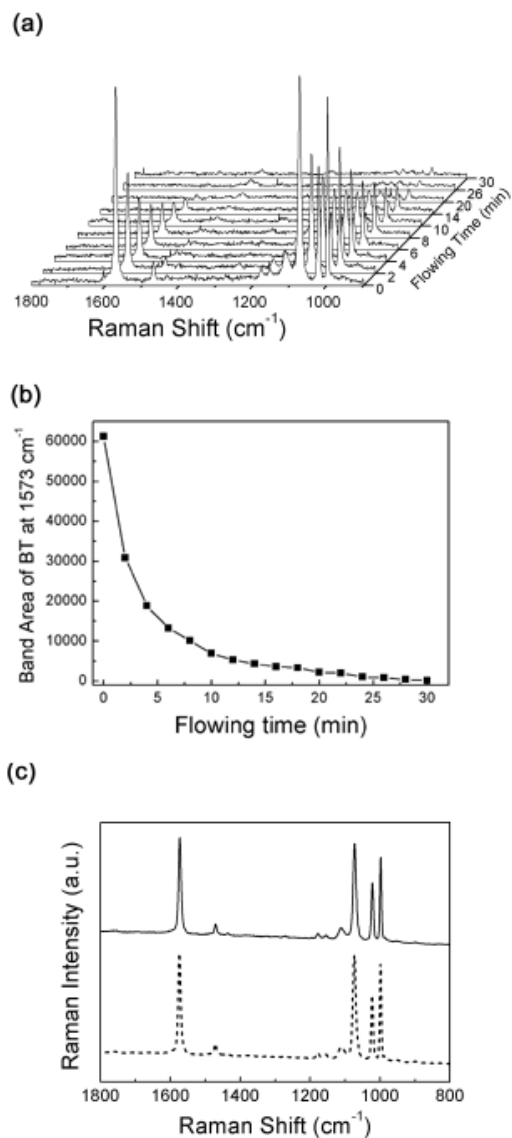 (a)
1800 1600 1400 1200 1000
Raman Shift (cm⁻¹)
0 2 4 6 8 10 14 20 26 30
Flowing Time (min)
(b)
Band Area of BT at 1573 cm⁻¹
60000
50000
40000
30000
20000
10000
0
0 5 10 15 20 25 30
Flowing time (min)
(c)
Raman Intensity (a.u.)
1800 1600 1400 1200 1000 800
Raman Shift (cm⁻¹)